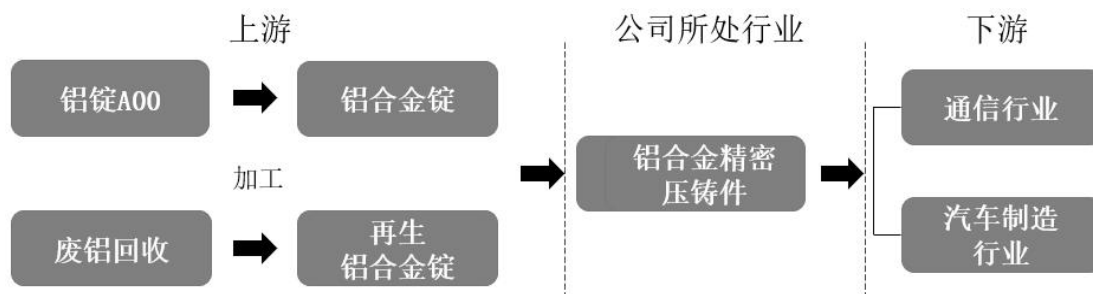 上游
公司所处行业
下游
铝锭A00
铝合金锭
通信行业
铝合金精密
压铸件
加工
废铝回收
再生
铝合金锭
汽车制造
行业